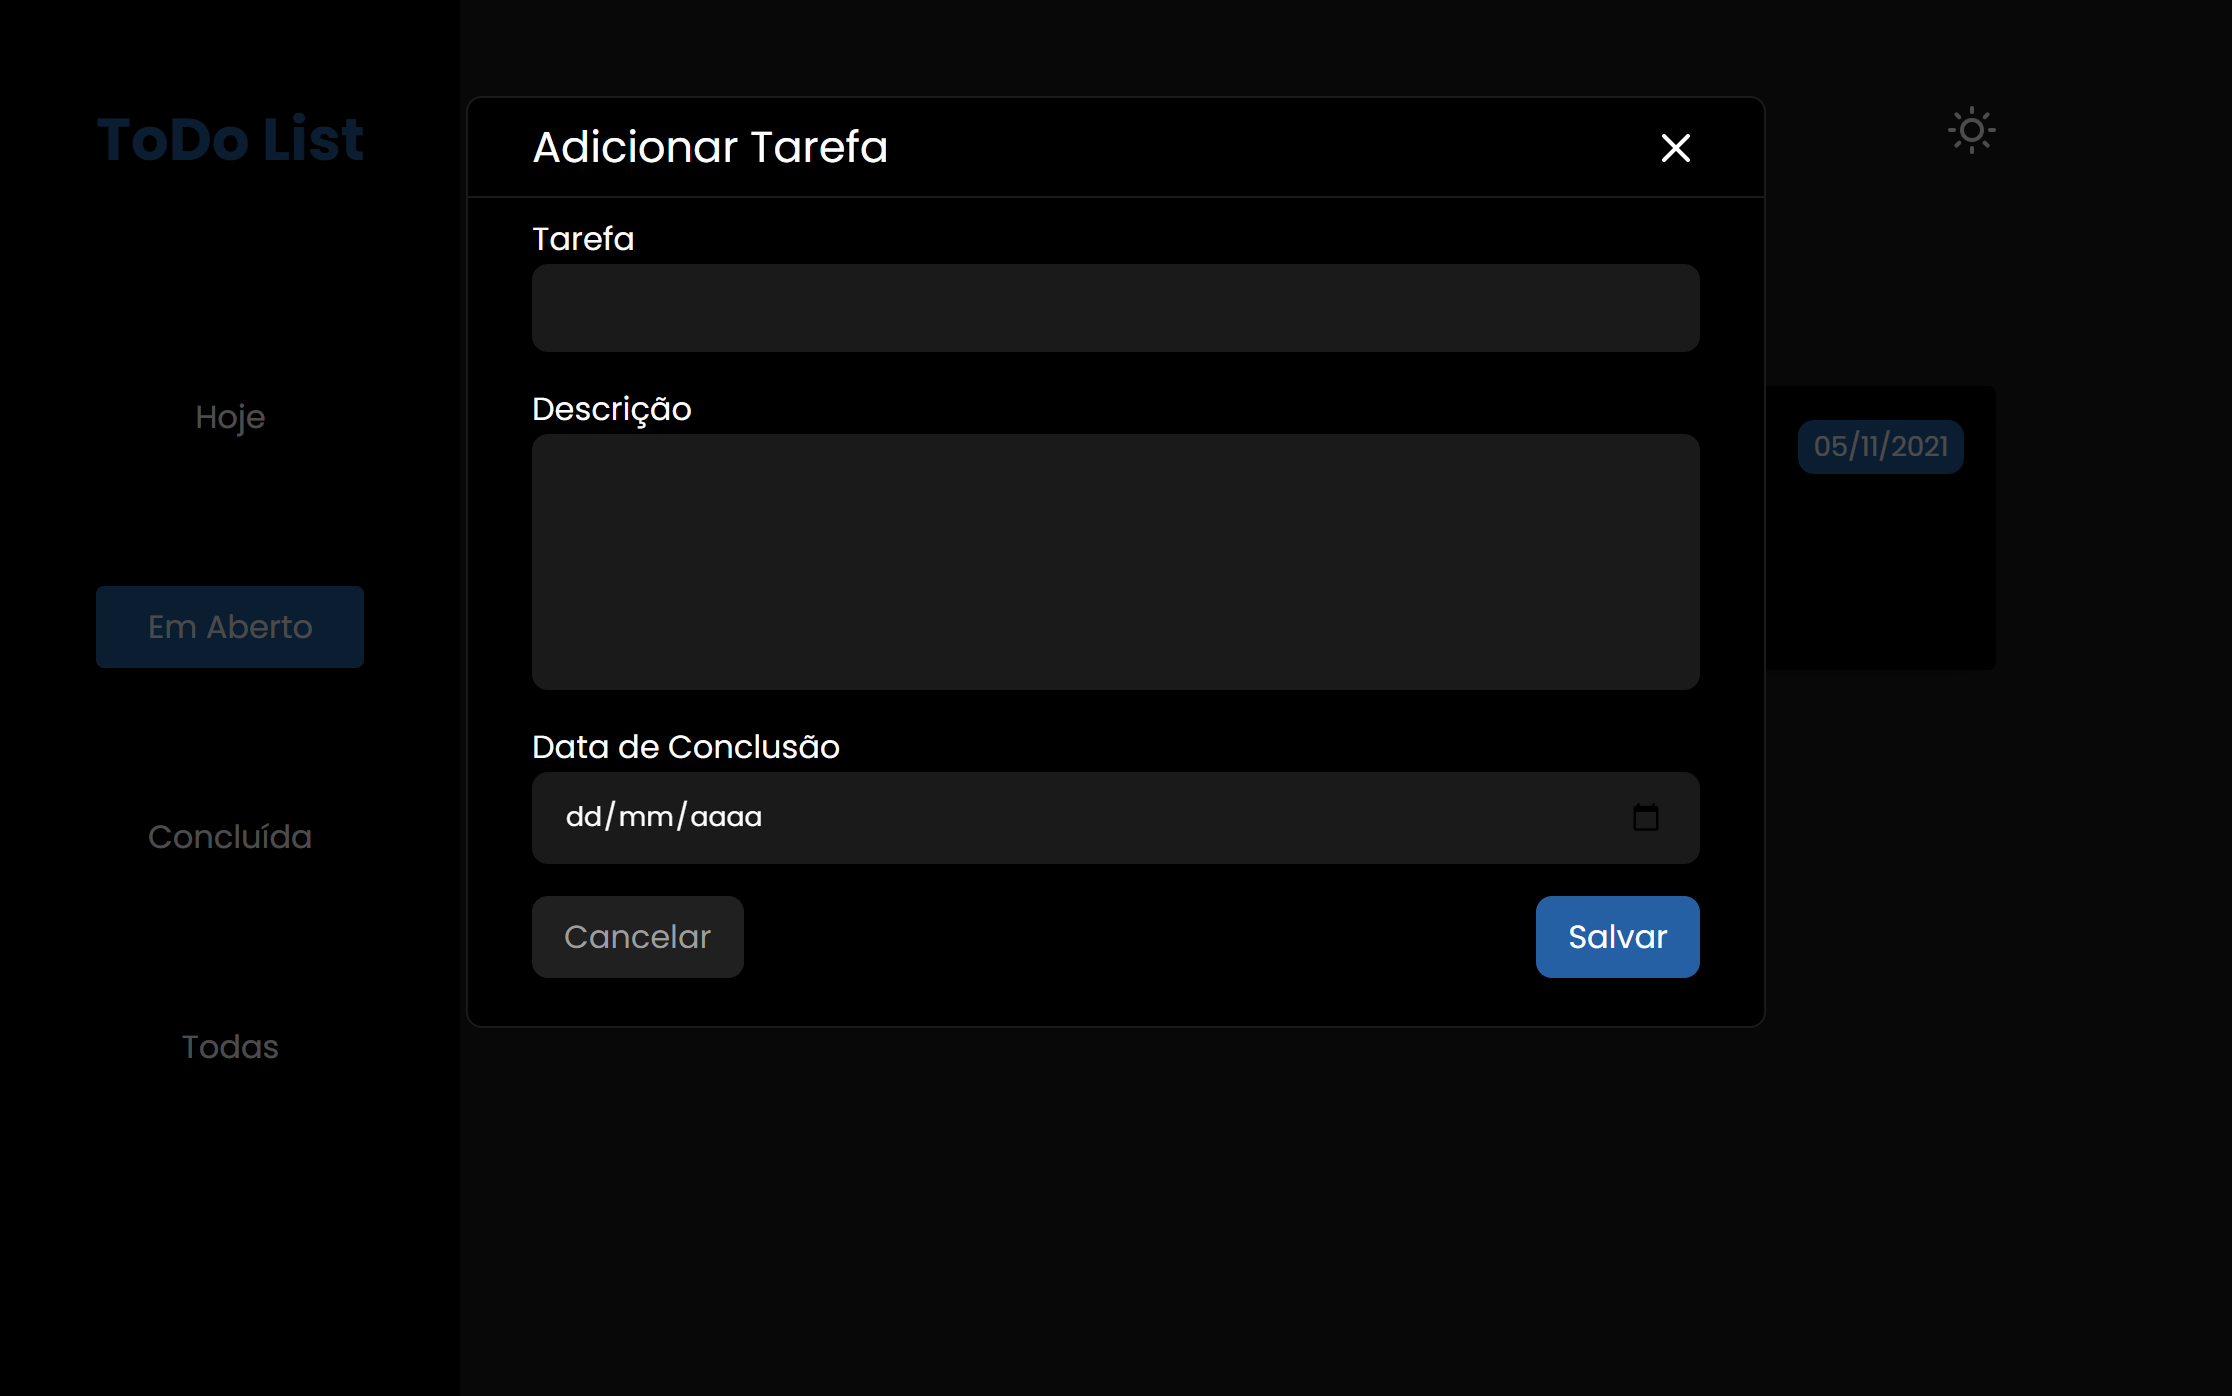 ToDo List
Hoje
Em Aberto
Concluída
Todas
Adicionar Tarefa
Tarefa
Descrição
Data de Conclusão
dd/mm/aaaa
Cancelar
Salvar
05/11/2021